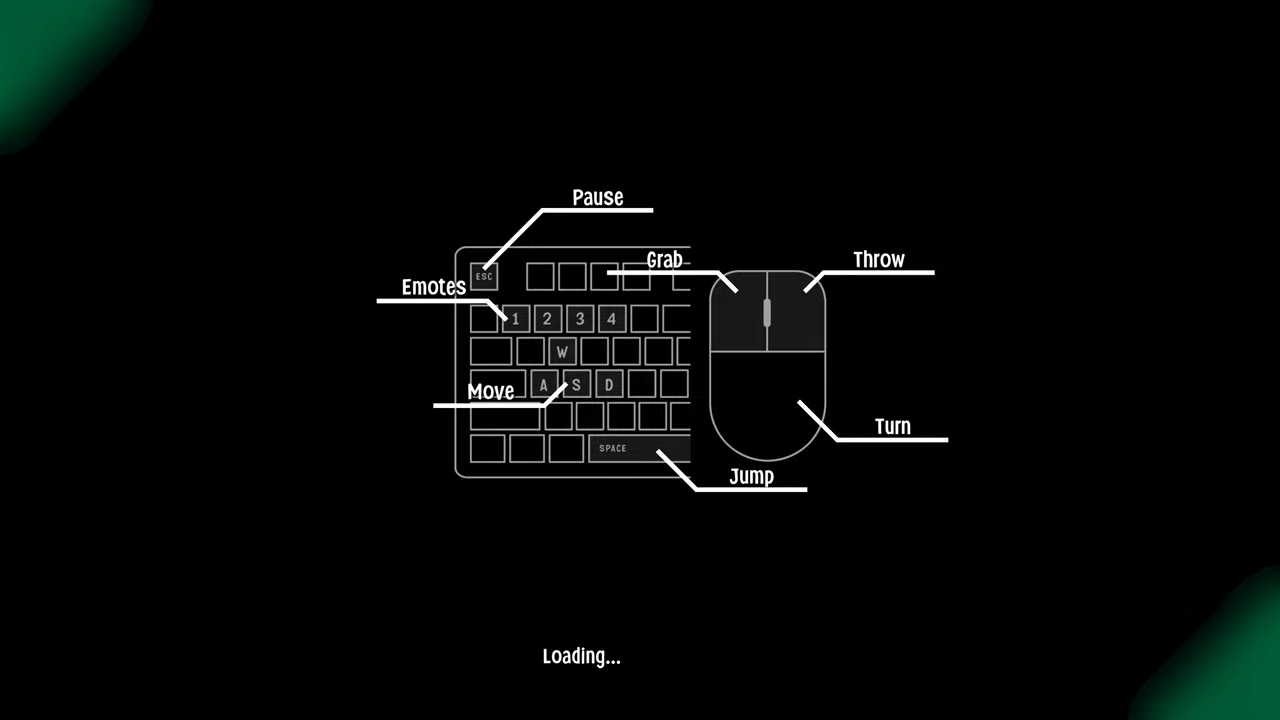 Pause
Grab
Throw
ESC
Emotes
1 2 3 4
W
A S D
Move
Turn
SPACE
Jump
Loading...